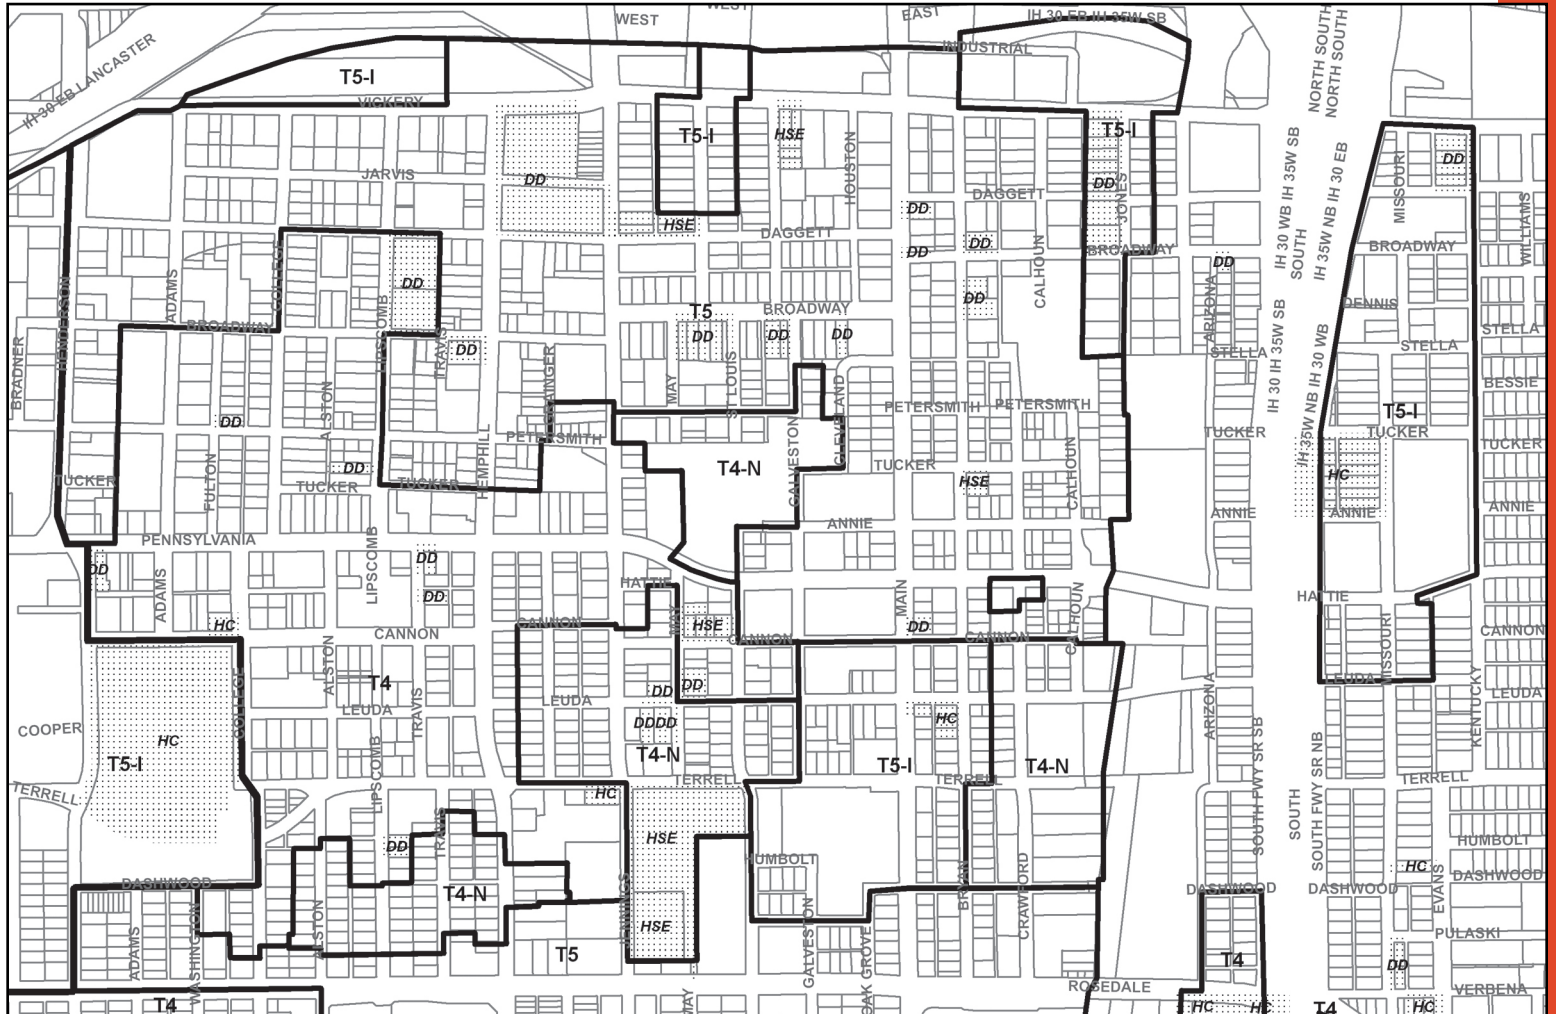 WEST
WEST
EAST
IH 30 EB IH 35W SB
INDUSTRIAL
NORTH SOUTH
NORTH SOUTH
IH 30 EB LANCASTER
T5-I
VICKERY
T5-I
HSE
T5-I
HOUSTON
JARVIS
DD
DD
JONES
DAGGETT
DD
HSE
DAGGETT
DD
DD
DD
CALHOUN
BROADWAY
DD
IH 30 WB IH 35W SB
SOUTH
IH 35W NB IH 30 EB
MISSOURI
DD
WILLIAMS
BROADWAY
HENDERSON
ADAMS
COLLEGE
BROADWAY
DD
LIPSCOMB
TRAVIS
DD
T5
BROADWAY
DD
DD
DD
DD
ARIZONA
DENNIS
STELLA
STELLA
STELLA
BRADNER
ALSTON
GRAINGER
MAY
ST LOUIS
CLEVELAND
IH 30 IH 35W SB
IH 35W NB IH 30 WB
BESSIE
DD
PETERSMITH
PETERSMITH
PETERSMITH
T5-I
TUCKER
TUCKER
TUCKER
FULTON
DD
HEMPHILL
T4-N
GALVESTON
TUCKER
CALHOUN
HSE
HC
TUCKER
TUCKER
TUCKER
ANNIE
ANNIE
ANNIE
ANNIE
PENNSYLVANIA
DD
ADAMS
LIPSCOMB
DD
DD
HATTIE
MAY
MAIN
CALHOUN
HATTIE
HC
CANNON
CANNON
HSE
CANNON
DD
CANNON
CANNON
MISSOURI
ALSTON
T4
TRAVIS
DD
DD
LEUDA
LEUDA
LEUDA
LEUDA
COLLEGE
COOPER
HC
T5-I
DDDD
T4-N
HC
T5-I
T4-N
ARIZONA
KENTUCKY
TERRELL
LIPSCOMB
HC
TERRELL
TERRELL
TERRELL
SOUTH FWY SR SB
SOUTH
SOUTH FWY SR NB
DD
TRAVIS
HSE
HUMBOLT
HUMBOLT
HC
EVANS
DASHWOOD
T4-N
BRYAN
CRAWFORD
DASHWOOD
DASHWOOD
DASHWOOD
ADAMS
WASHINGTON
ALSTON
JENNINGS
HSE
T5
GALVESTON
OAK GROVE
PULASKI
T4
DD
ROSEDALE
VERBENA
T4
MAY
HC
HC
T4
HC